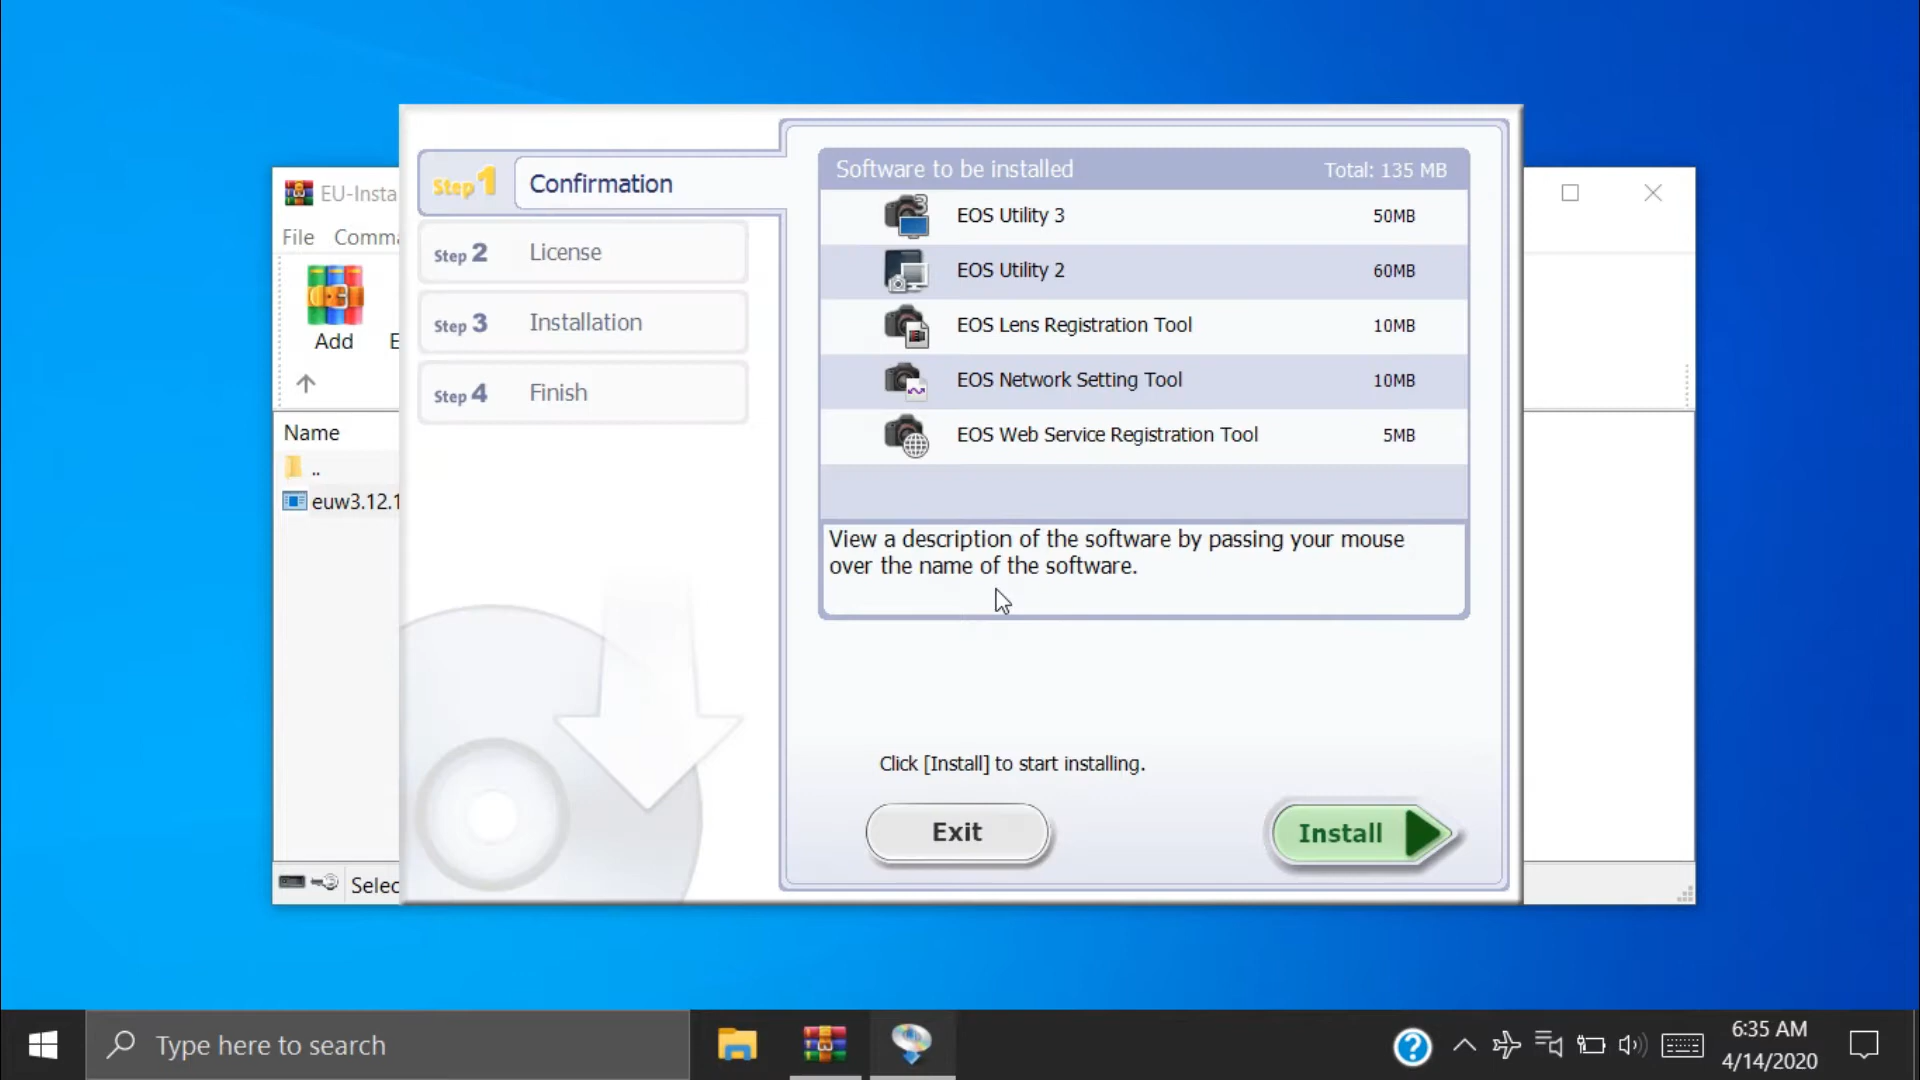 EU-Insta
File Comma
Add E
Name
..
euw3.12.1
Selec
Step 1 Confirmation
Step 2 License
Step 3 Installation
Step 4 Finish
Software to be installed Total: 135 MB
EOS Utility 3 50MB
EOS Utility 2 60MB
EOS Lens Registration Tool 10MB
EOS Network Setting Tool 10MB
EOS Web Service Registration Tool 5MB
View a description of the software by passing your mouse
over the name of the software.
Click [Install] to start installing.
Exit Install
Type here to search
6:35 AM
4/14/2020